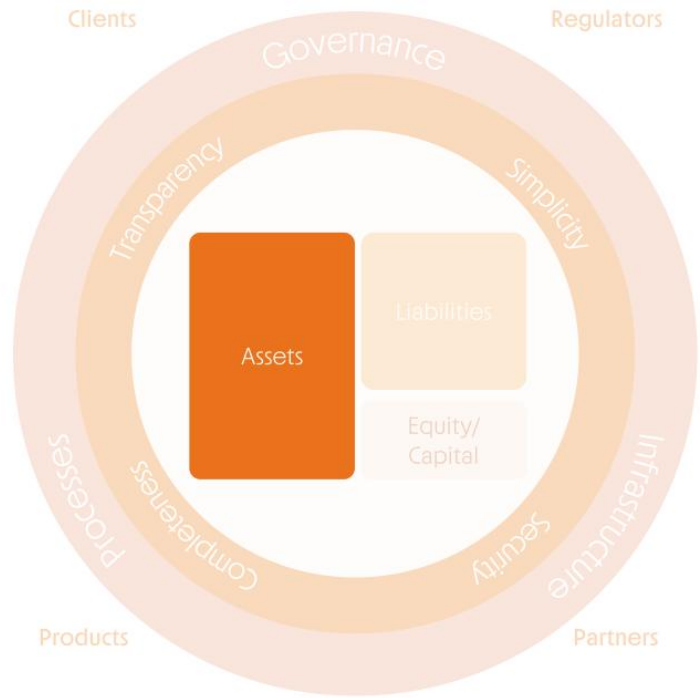 Clients
Regulators
Governance
Transparency
Simplicity
Liabilities
Assets
Equity/
Capital
Processes
Completeness
Security
Infrastructure
Products
Partners